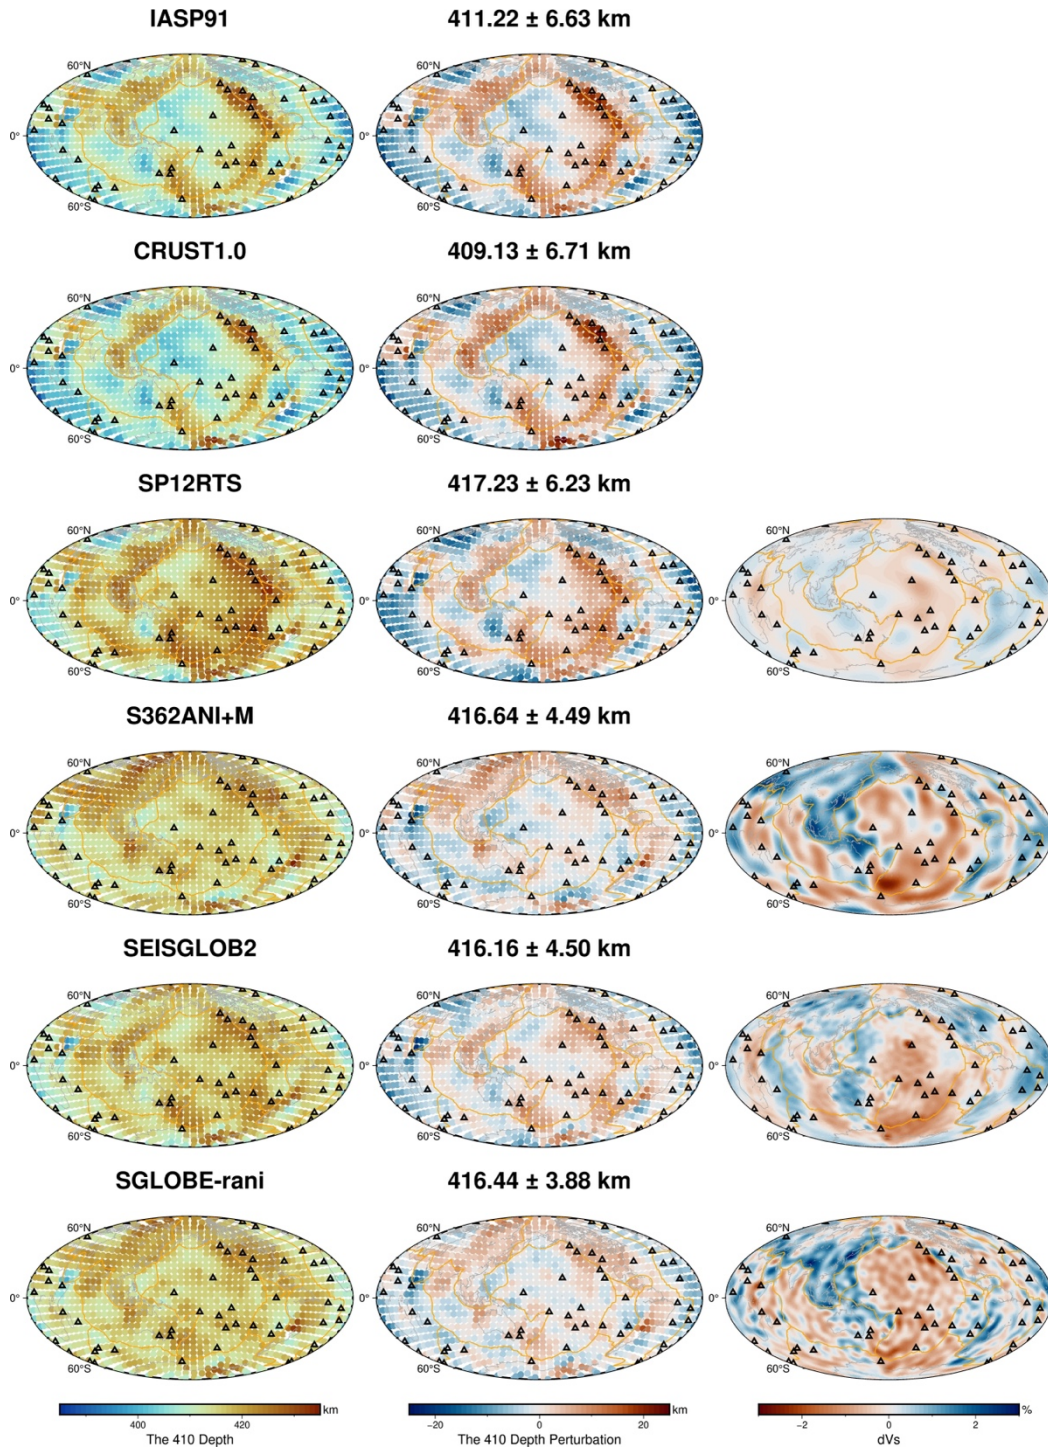 IASP91 411.22 ± 6.63 km
60°N
0° 0°
60°S 60°S
CRUST1.0 409.13 ± 6.71 km
60°N 60°N
0° 0°
60°S 60°S
SP12RTS 417.23 ± 6.23 km
60°N 60°N 60°N
0° 0° 0°
60°S 60°S 60°S
S362ANI+M 416.64 ± 4.49 km
60°N 60°N 60°N
0° 0° 0°
60°S 60°S 60°S
SEISGLOB2 416.16 ± 4.50 km
60°N 60°N 60°N
0° 0° 0°
60°S 60°S 60°S
SGLOBE-rani 416.44 ± 3.88 km
60°N 60°N 60°N
0° 0° 0°
60°S 60°S 60°S
km km %
400 420 −20 0 20 −2 0 2
The 410 Depth The 410 Depth Perturbation dVs